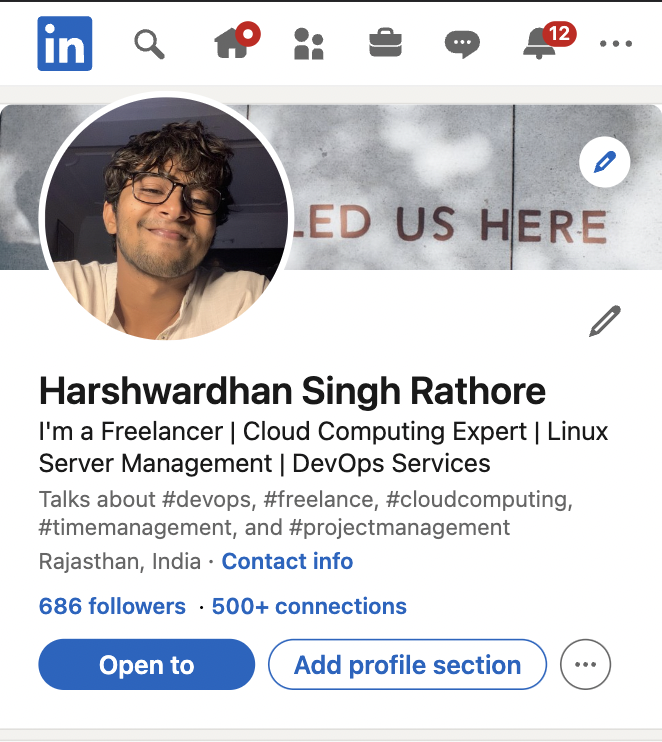 in
12
LED US HERE
Harshwardhan Singh Rathore
I'm a Freelancer | Cloud Computing Expert | Linux
Server Management | DevOps Services
Talks about #devops, #freelance, #cloudcomputing,
#timemanagement, and #projectmanagement
Rajasthan, India · Contact info
686 followers · 500+ connections
Open to
Add profile section